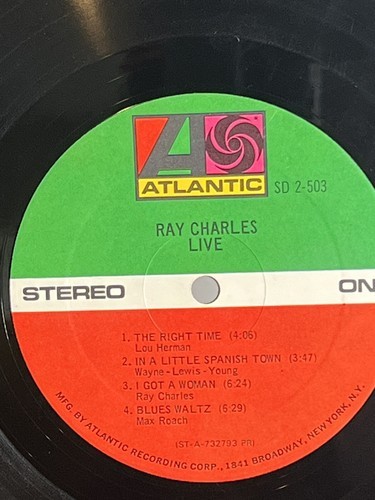 ATLANTIC
SD 2-503
RAY CHARLES
LIVE
STEREO
ON
1. THE RIGHT TIME (4:06)
Lou Herman
2. IN A LITTLE SPANISH TOWN (3:47)
Wayne-Lewis-Young
3. I GOT A WOMAN (6:24)
Ray Charles
4. BLUES WALTZ (6:29)
Max Roach
(ST-A-732793 PR)
MFG. BY ATLANTIC RECORDING CORP., 1841 BROADWAY, NEW YORK, N.Y.